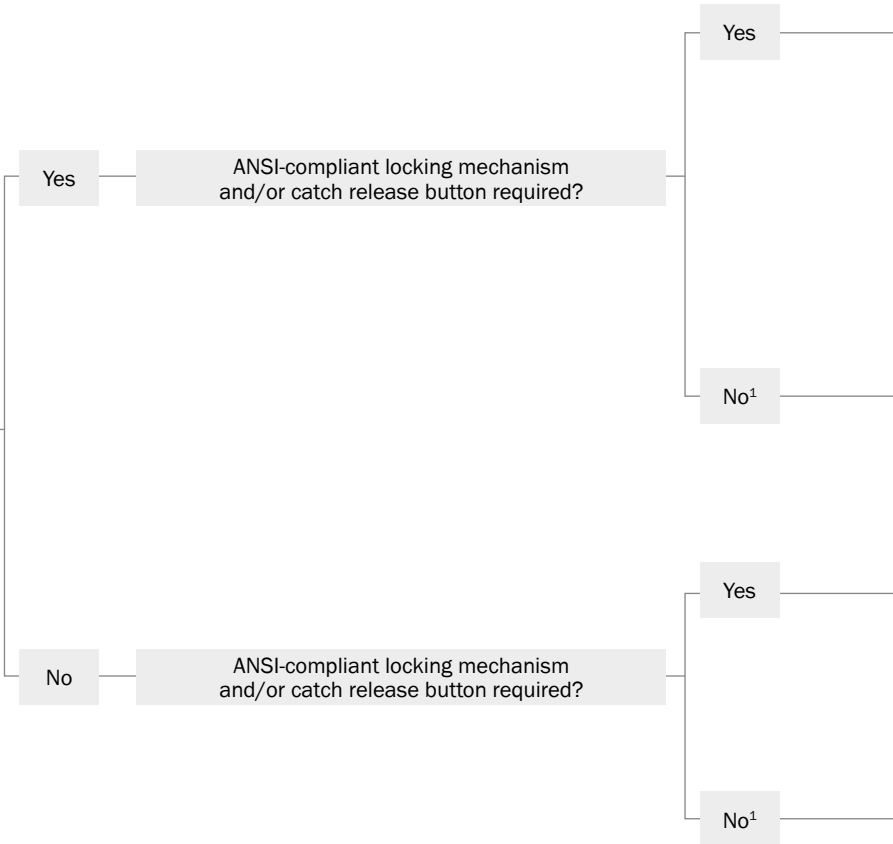 Yes
Yes
ANSI-compliant locking mechanism
and/or catch release button required?
No¹
Yes
No
ANSI-compliant locking mechanism
and/or catch release button required?
No¹